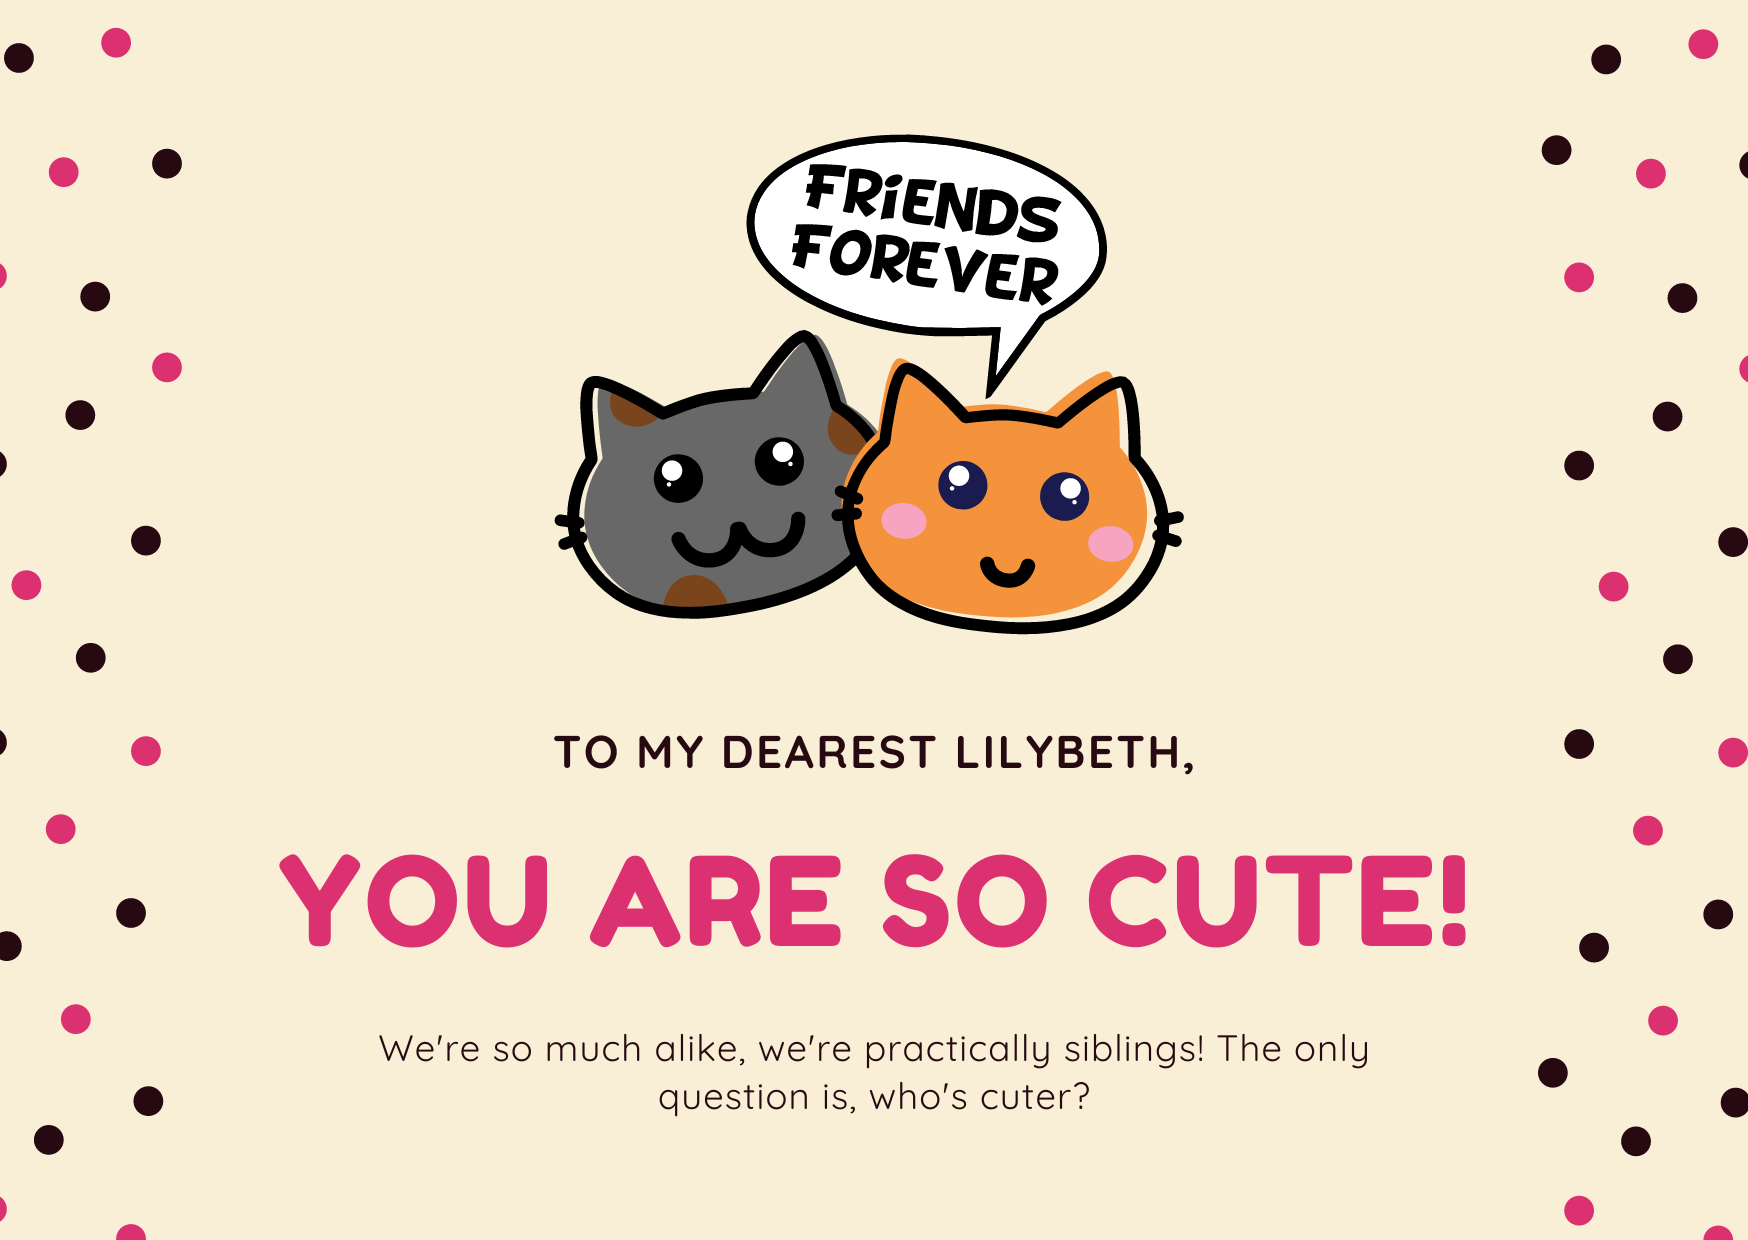 FRiENDS
FOREVER
TO MY DEAREST LILYBETH,
YOU ARE SO CUTE!
We're so much alike, we're practically siblings! The only
question is, who's cuter?